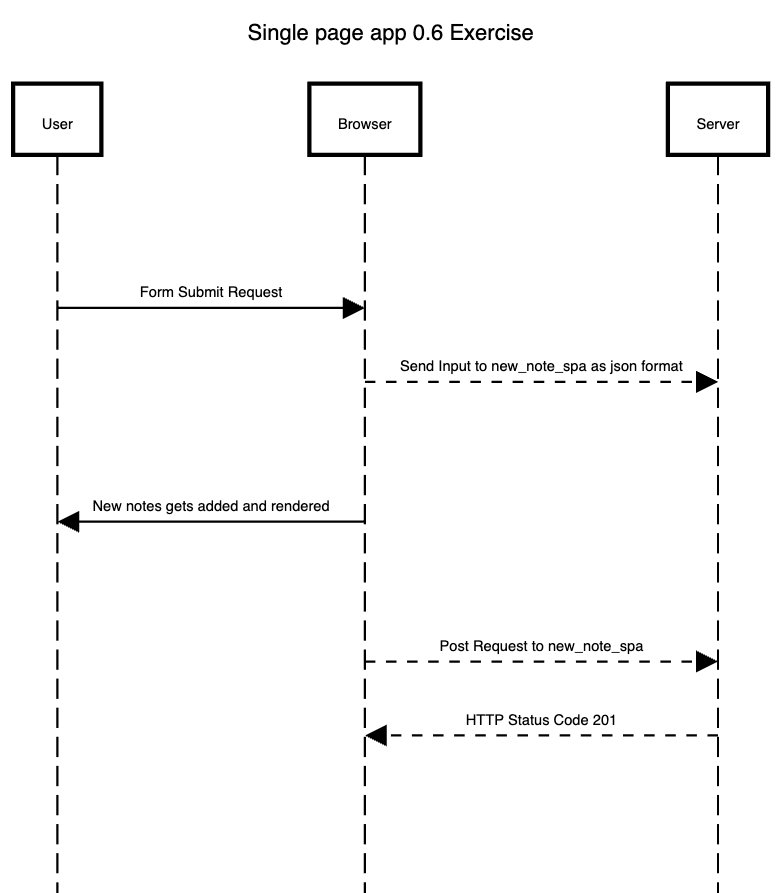 Single page app 0.6 Exercise
User
Browser
Server
Form Submit Request
Send Input to new_note_spa as json format
New notes gets added and rendered
Post Request to new_note_spa
HTTP Status Code 201